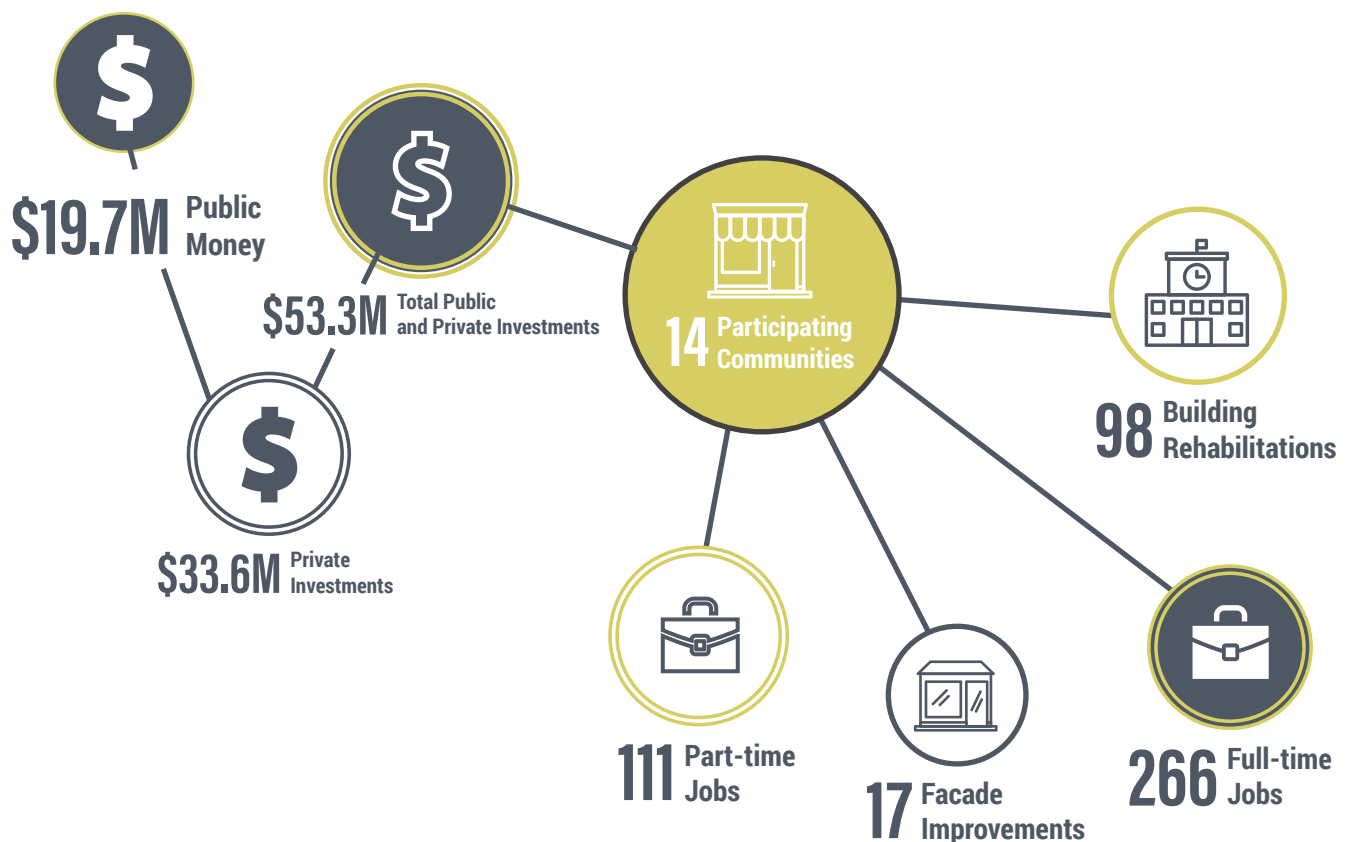 $19.7M Public
Money
$53.3M Total Public
and Private Investments
$33.6M Private
Investments
14 Participating
Communities
98 Building
Rehabilitations
111 Part-time
Jobs
17 Facade
Improvements
266 Full-time
Jobs